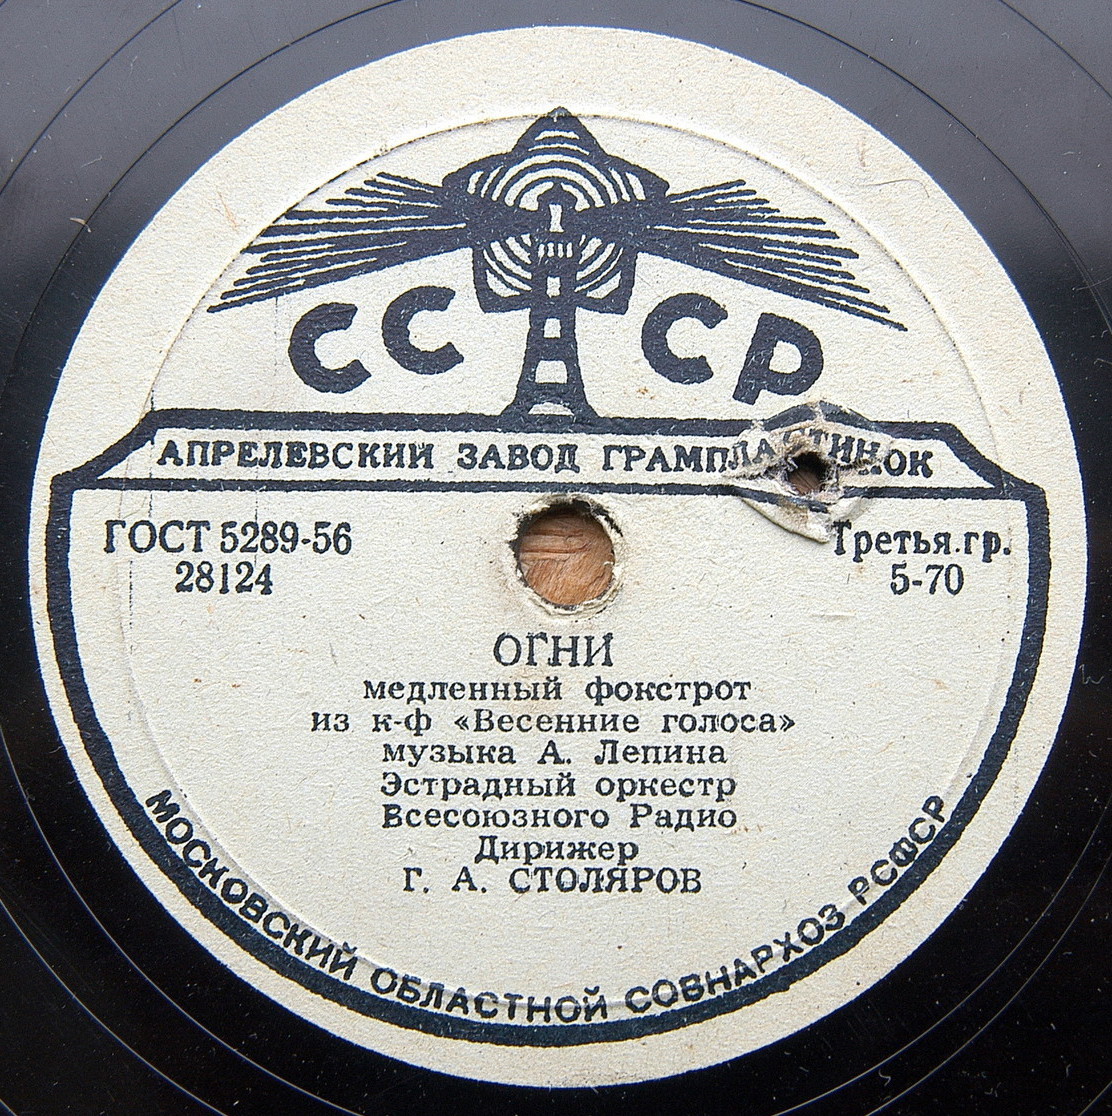 СССР
АПРЕЛЕВСКИЙ ЗАВОД ГРАМПЛАСТИНОК
ГОСТ 5289-56
28124
Третья.гр.
5-70
ОГНИ
медленный фокстрот
из к-ф «Весенние голоса»
музыка А. Лепина
Эстрадный оркестр
Всесоюзного Радио
Дирижер
Г. А. СТОЛЯРОВ
МОСКОВСКИЙ ОБЛАСТНОЙ СОВНАРХОЗ РСФСР